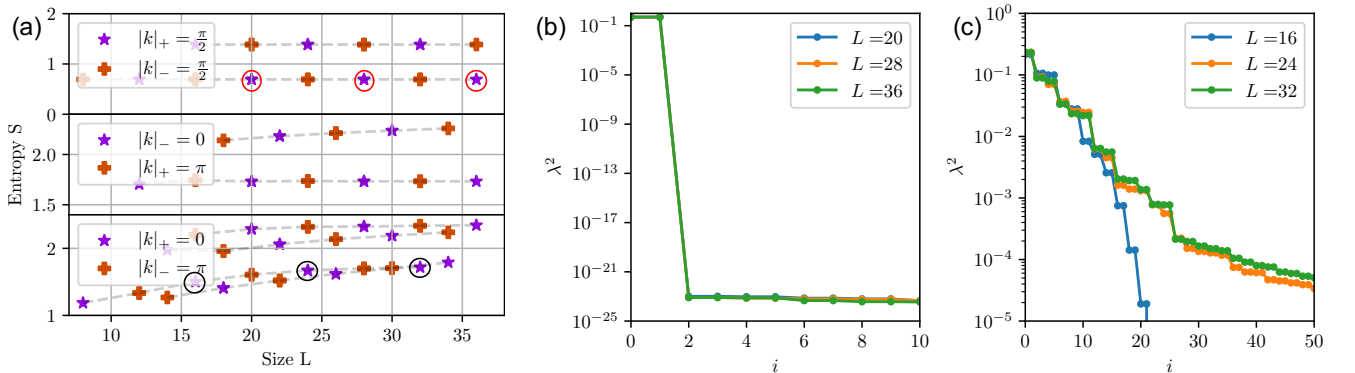 (a)
Entropy S
2
1
0
|k|₊ = π/2
|k|₋ = π/2
2.0
1.5
|k|₋ = 0
|k|₊ = π
2
1
|k|₊ = 0
|k|₋ = π
10 15 20 25 30 35
Size L
(b)
λ²
10⁻¹
10⁻⁵
10⁻⁹
10⁻¹³
10⁻¹⁷
10⁻²¹
10⁻²⁵
L =20
L =28
L =36
0 2 4 6 8 10
i
(c)
λ²
10⁰
10⁻¹
10⁻²
10⁻³
10⁻⁴
10⁻⁵
L =16
L =24
L =32
0 10 20 30 40 50
i